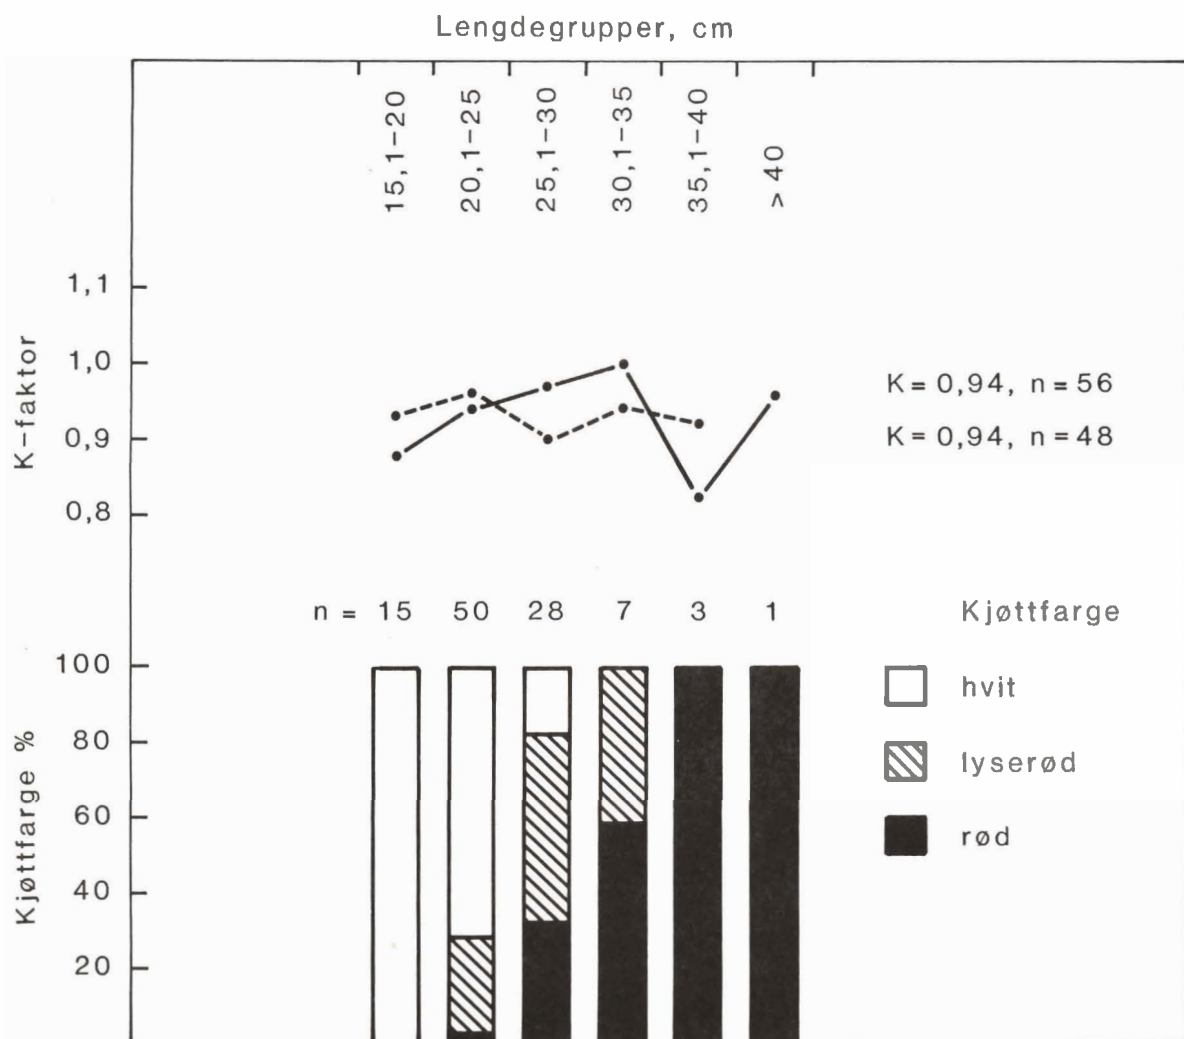 Lengdegrupper, cm
15,1-20
20,1-25
25,1-30
30,1-35
35,1-40
> 40
K-faktor
1,1
1,0
0,9
0,8
K= 0,94, n=56
K= 0,94, n=48
n = 15 50 28 7 3 1
Kjøttfarge %
100
80
60
40
20
Kjøttfarge
hvit
lyserød
rød